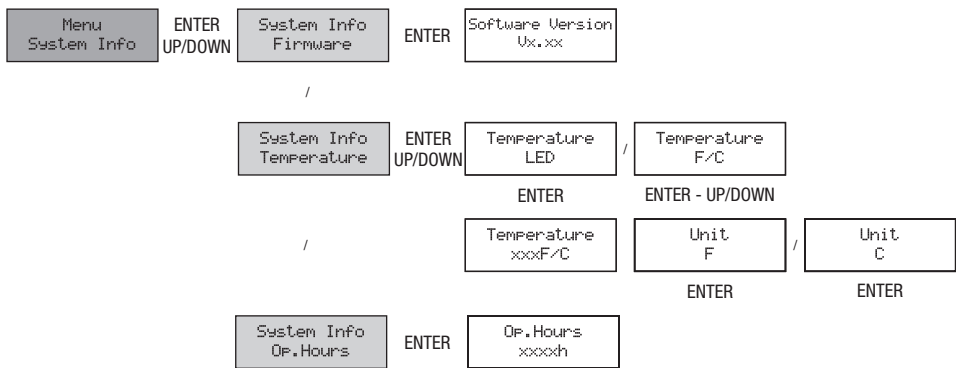 Menu
System Info
ENTER
UP/DOWN
System Info
Firmware
ENTER
Software Version
Vx.xx
/
System Info
Temperature
ENTER
UP/DOWN
Temperature
LED
/
Temperature
F/C
ENTER
ENTER - UP/DOWN
/
Temperature
xxxF/C
Unit
F
/
Unit
C
ENTER
ENTER
System Info
Op.Hours
ENTER
Op.Hours
xxxxh